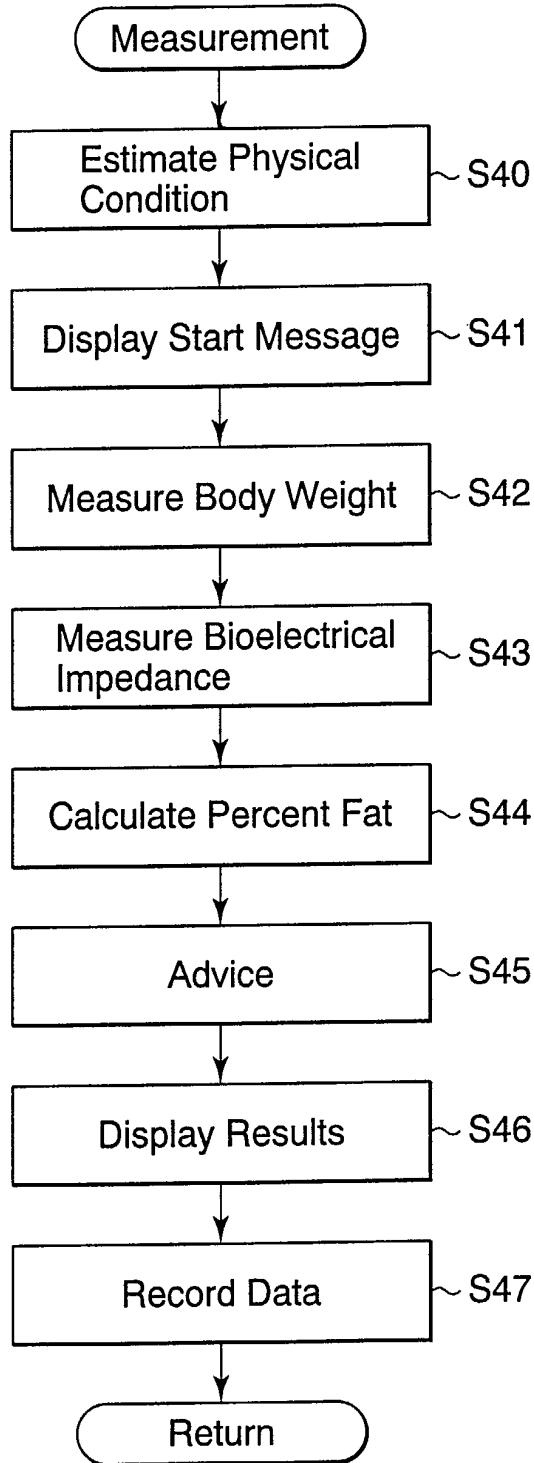 Measurement
Estimate Physical
Condition
S40
Display Start Message
S41
Measure Body Weight
S42
Measure Bioelectrical
Impedance
S43
Calculate Percent Fat
S44
Advice
S45
Display Results
S46
Record Data
S47
Return